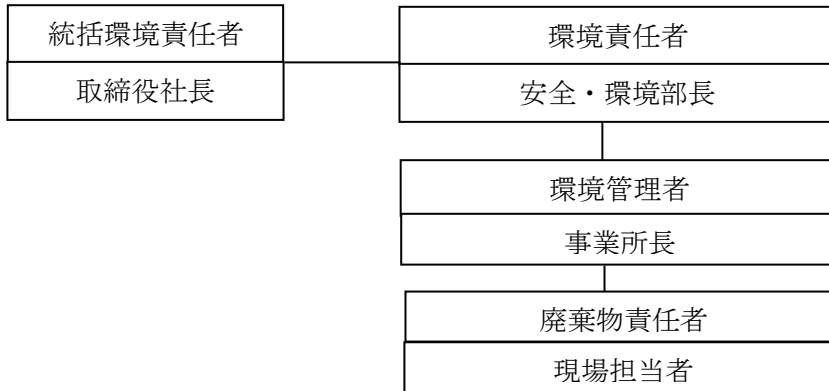 統括環境責任者
取締役社長
環境責任者
安全・環境部長
環境管理者
事業所長
廃棄物責任者
現場担当者